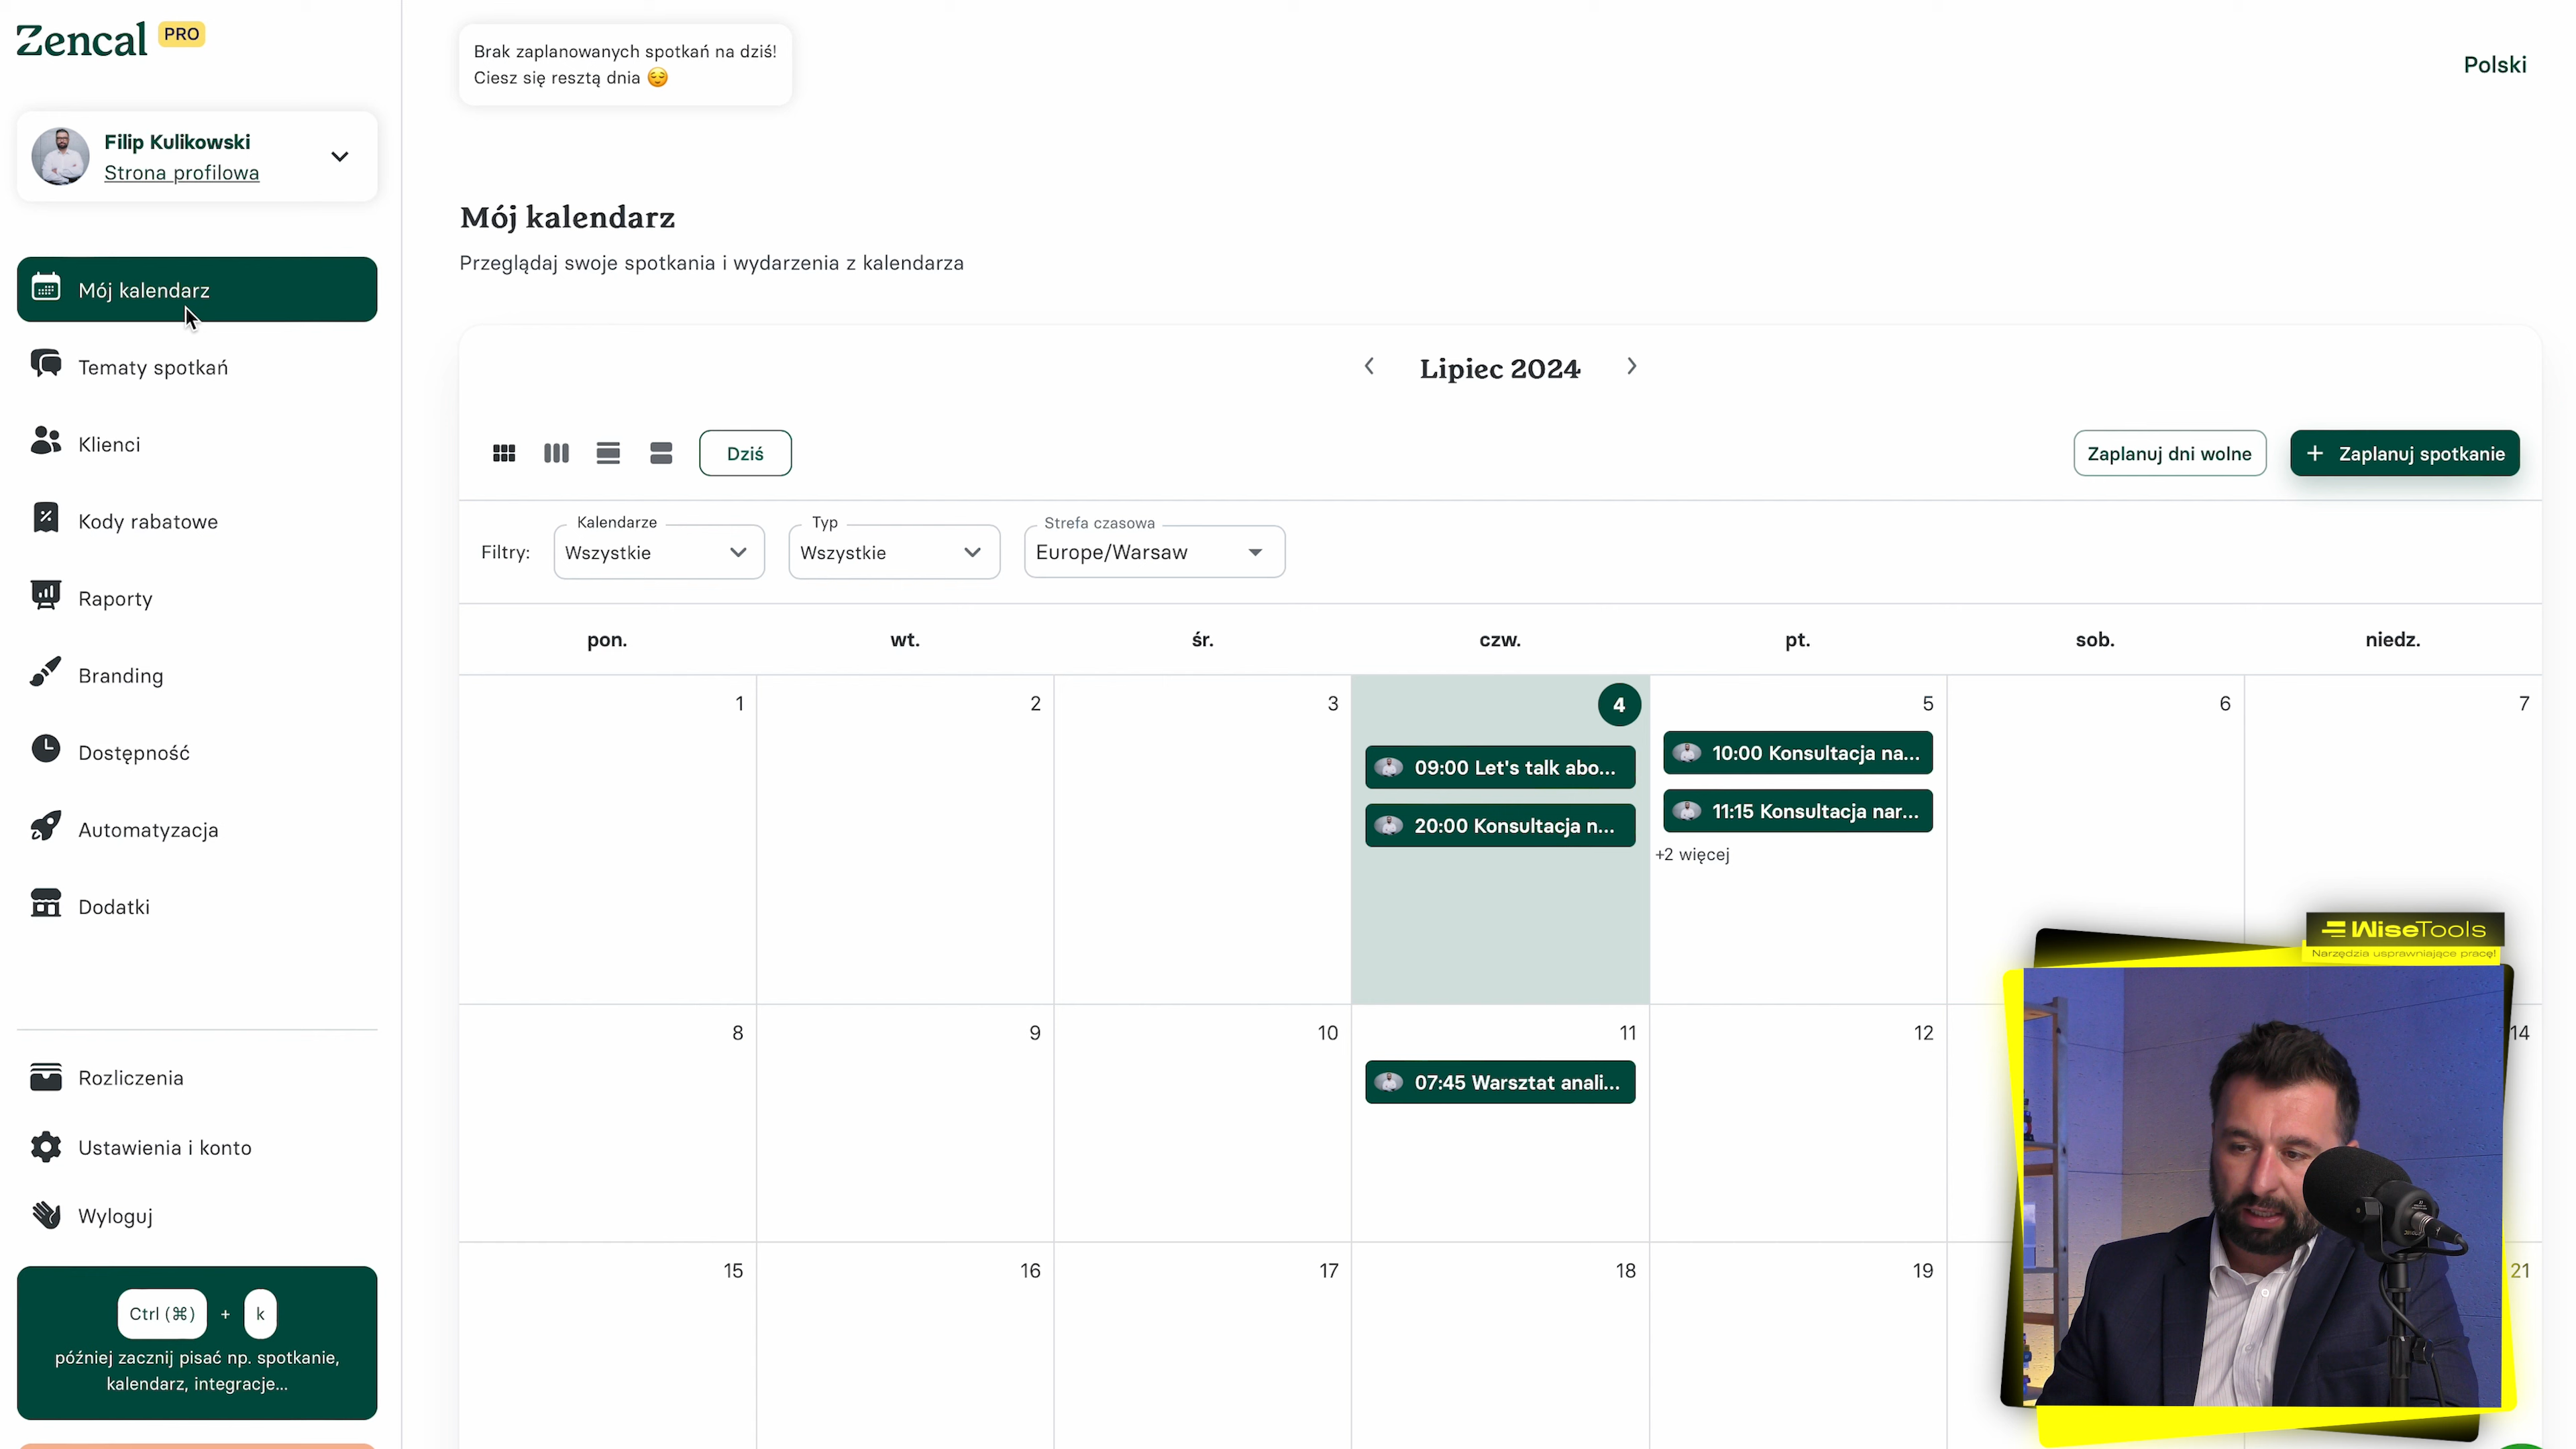 Zencal PRO
Filip Kulikowski
Strona profilowa
Mój kalendarz
Tematy spotkań
Klienci
Kody rabatowe
Raporty
Branding
Dostępność
Automatyzacja
Dodatki
Rozliczenia
Ustawienia i konto
Wyloguj
Ctrl (⌘) + k
później zacznij pisać np. spotkanie,
kalendarz, integracje...
Brak zaplanowanych spotkań na dziś!
Ciesz się resztą dnia 😌
Polski
Mój kalendarz
Przeglądaj swoje spotkania i wydarzenia z kalendarza
Lipiec 2024
Dziś
Zaplanuj dni wolne
+ Zaplanuj spotkanie
Filtry:
Kalendarze
Wszystkie
Typ
Wszystkie
Strefa czasowa
Europe/Warsaw
pon. wt. śr. czw. pt. sob. niedz.
1 2 3 4 5 6 7
09:00 Let's talk abo...
20:00 Konsultacja n...
10:00 Konsultacja na...
11:15 Konsultacja nar...
+2 więcej
8 9 10 11 12 14
07:45 Warsztat anali...
15 16 17 18 19 21
WiseTools
Narzędzia usprawniające pracę!